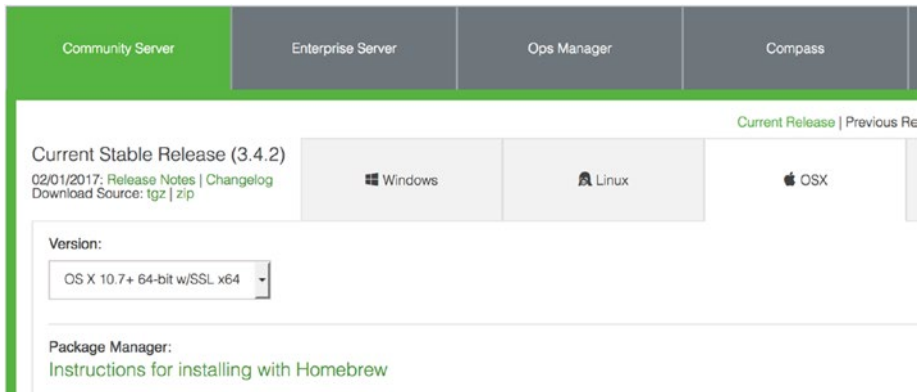 Community Server
Enterprise Server
Ops Manager
Compass
Current Release | Previous Re
Current Stable Release (3.4.2)
02/01/2017: Release Notes | Changelog
Download Source: tgz | zip
Windows
Linux
OSX
Version:
OS X 10.7+ 64-bit w/SSL x64
Package Manager:
Instructions for installing with Homebrew